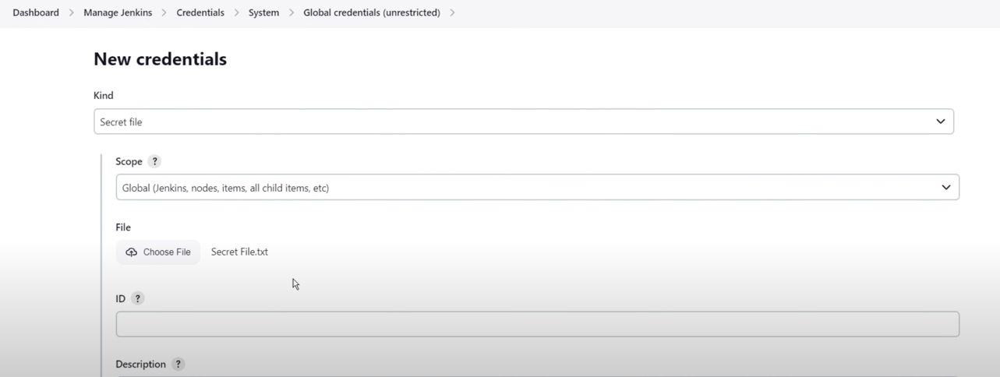 Dashboard > Manage Jenkins > Credentials > System > Global credentials (unrestricted) >
New credentials
Kind
Secret file
Scope ?
Global (Jenkins, nodes, items, all child items, etc)
File
Choose File Secret File.txt
ID ?
Description ?